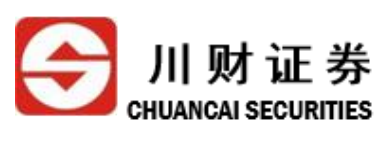 川财证券
CHUANCAI SECURITIES